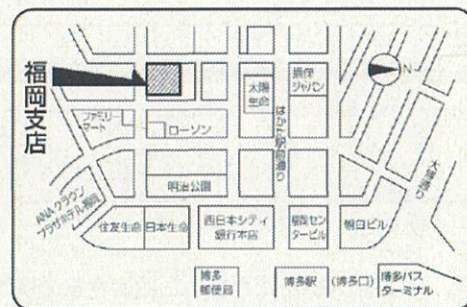 福岡支店
太陽
生命
損保
ジャパン
N
ファミリー
マート
ローソン
はかた駅前通り
大博通り
明治公園
ANAクラウン
プラザホテル福岡
住友生命
日本生命
西日本シティ
銀行本店
福岡セン
タービル
朝日ビル
博多
郵便局
博多駅
(博多口)
博多バス
ターミナル